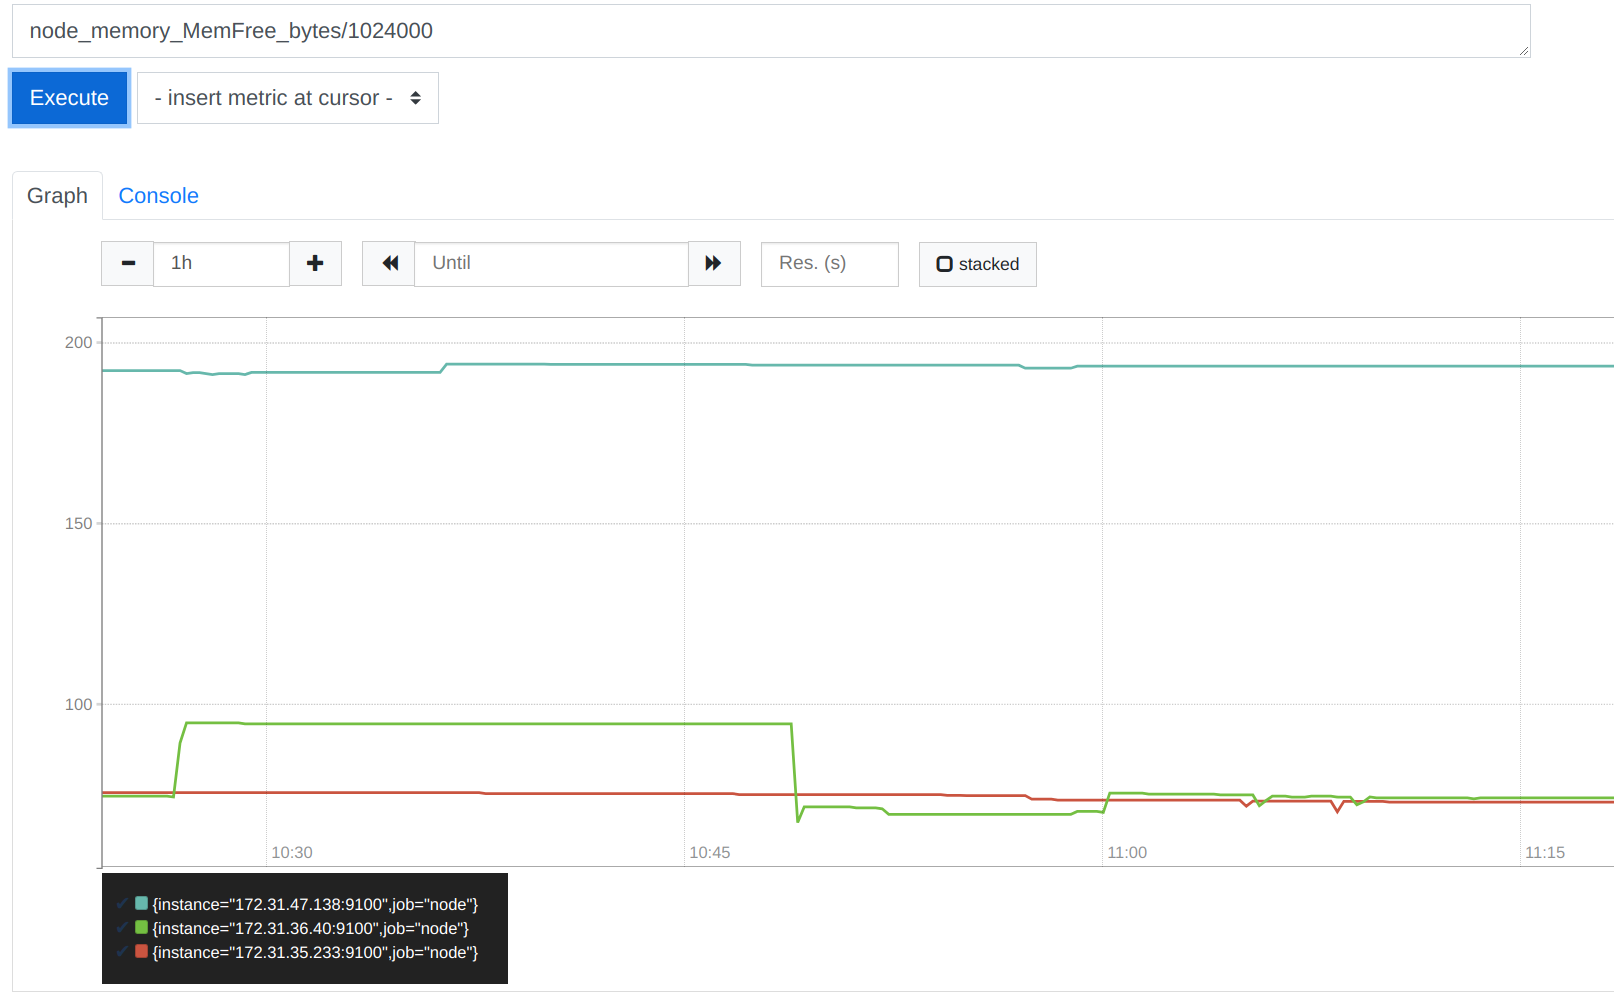 node_memory_MemFree_bytes/1024000
Execute
- insert metric at cursor -
Graph Console
1h
Until
Res. (s)
stacked
200
150
100
10:30 10:45 11:00 11:15
{instance="172.31.47.138:9100",job="node"}
{instance="172.31.36.40:9100",job="node"}
{instance="172.31.35.233:9100",job="node"}